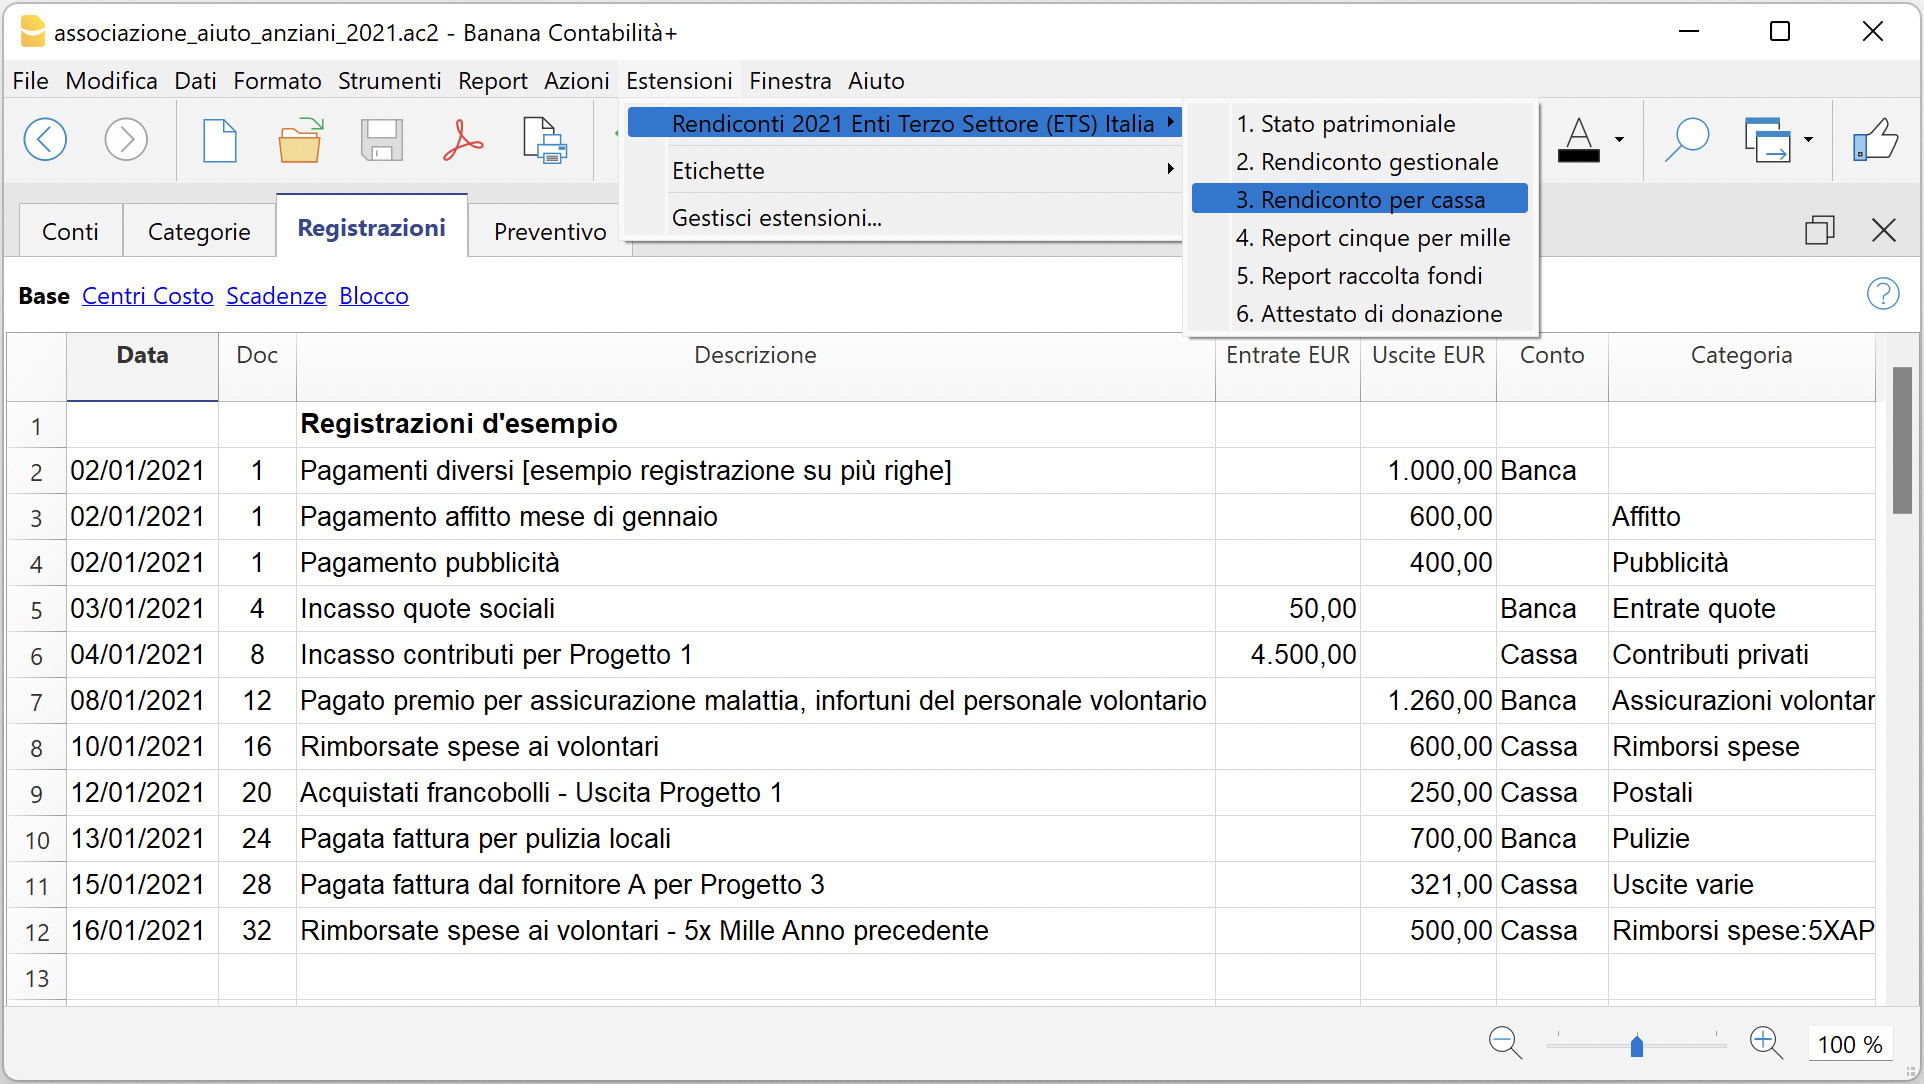 associazione_aiuto_anziani_2021.ac2 - Banana Contabilità+
File Modifica Dati Formato Strumenti Report Azioni Estensioni Finestra Aiuto
Rendiconti 2021 Enti Terzo Settore (ETS) Italia
Etichette
Gestisci estensioni...
1. Stato patrimoniale
2. Rendiconto gestionale
3. Rendiconto per cassa
4. Report cinque per mille
5. Report raccolta fondi
6. Attestato di donazione
Conti Categorie Registrazioni Preventivo
Base Centri Costo Scadenze Blocco
Data Doc Descrizione Entrate EUR Uscite EUR Conto Categoria
1 Registrazioni d'esempio
2 02/01/2021 1 Pagamenti diversi [esempio registrazione su più righe] 1.000,00 Banca
3 02/01/2021 1 Pagamento affitto mese di gennaio 600,00 Affitto
4 02/01/2021 1 Pagamento pubblicità 400,00 Pubblicità
5 03/01/2021 4 Incasso quote sociali 50,00 Banca Entrate quote
6 04/01/2021 8 Incasso contributi per Progetto 1 4.500,00 Cassa Contributi privati
7 08/01/2021 12 Pagato premio per assicurazione malattia, infortuni del personale volontario 1.260,00 Banca Assicurazioni volontar
8 10/01/2021 16 Rimborsate spese ai volontari 600,00 Cassa Rimborsi spese
9 12/01/2021 20 Acquistati francobolli - Uscita Progetto 1 250,00 Cassa Postali
10 13/01/2021 24 Pagata fattura per pulizia locali 700,00 Banca Pulizie
11 15/01/2021 28 Pagata fattura dal fornitore A per Progetto 3 321,00 Cassa Uscite varie
12 16/01/2021 32 Rimborsate spese ai volontari - 5x Mille Anno precedente 500,00 Cassa Rimborsi spese:5XAP
13
100 %